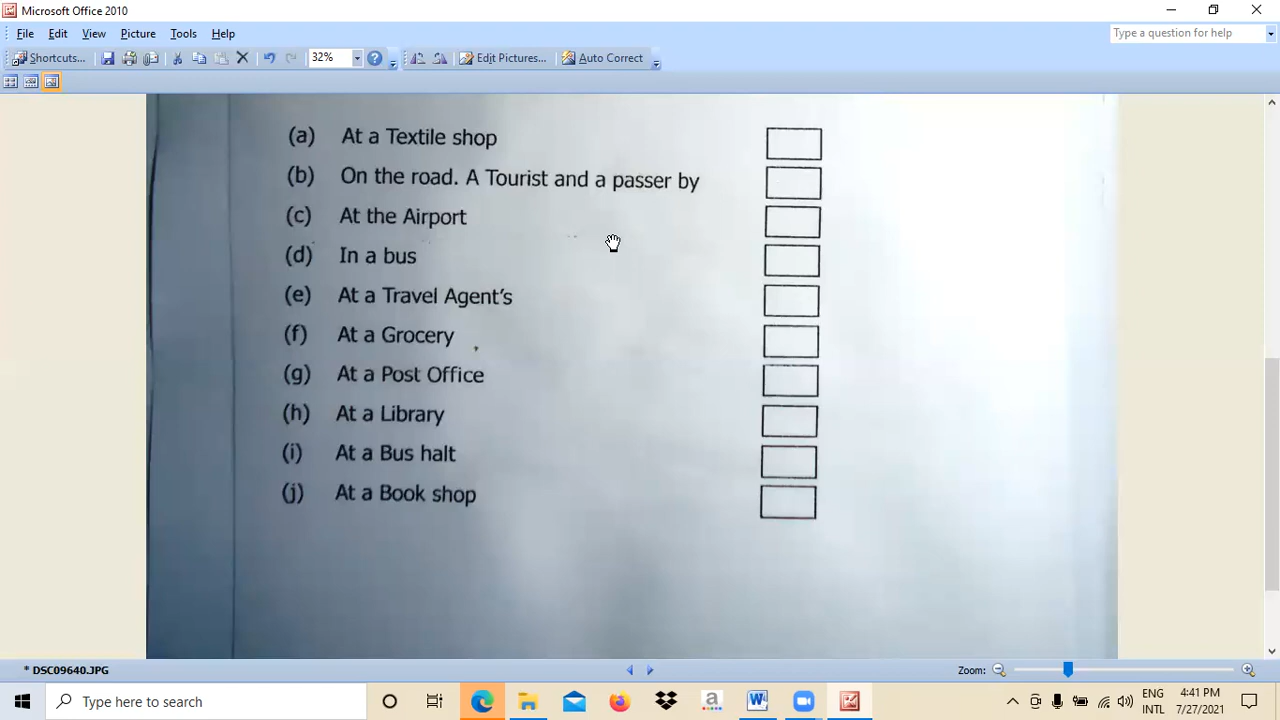 Microsoft Office 2010
File Edit View Picture Tools Help
Type a question for help
Shortcuts... 32% Edit Pictures... Auto Correct
(a) At a Textile shop
(b) On the road. A Tourist and a passer by
(c) At the Airport
(d) In a bus
(e) At a Travel Agent's
(f) At a Grocery
(g) At a Post Office
(h) At a Library
(i) At a Bus halt
(j) At a Book shop
* DSC09640.JPG Zoom:
Type here to search
ENG 4:41 PM
INTL 7/27/2021